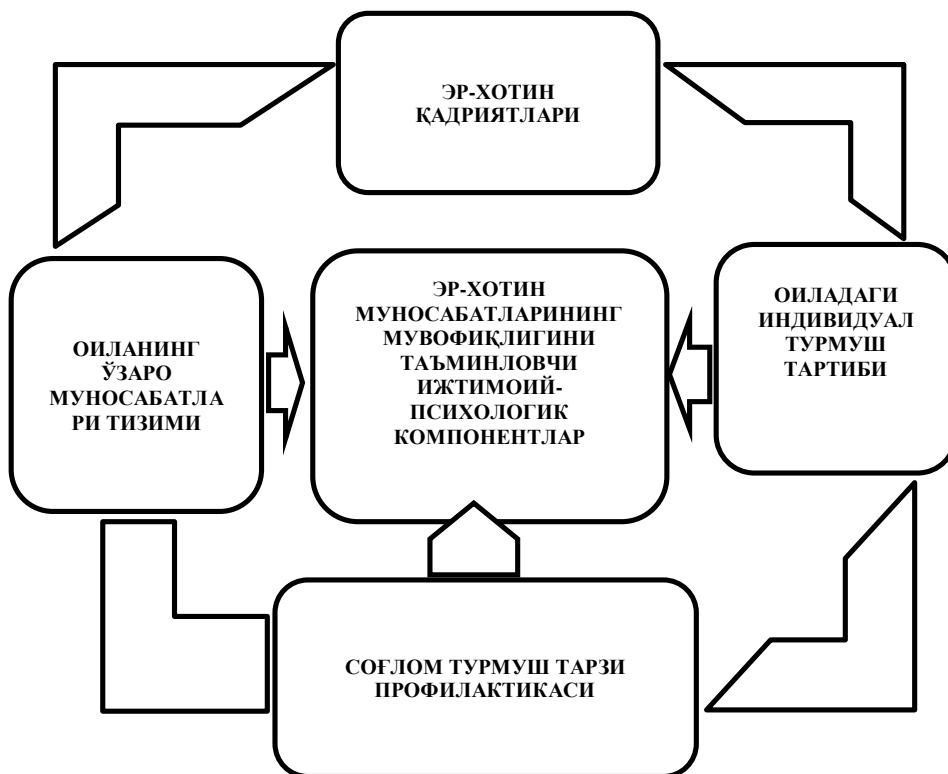 ЭР-ХОТИН
ҚАДРИЯТЛАРИ
ОИЛАНИНГ
ЎЗАРО
МУНОСАБАТЛА
РИ ТИЗИМИ
ЭР-ХОТИН
МУНОСАБАТЛАРИНИНГ
МУВОФИҚЛИГИНИ
ТАЪМИНЛОВЧИ
ИЖТИМОИЙ-
ПСИХОЛОГИК
КОМПОНЕНТЛАР
ОИЛАДАГИ
ИНДИВИДУАЛ
ТУРМУШ
ТАРТИБИ
СОҒЛОМ ТУРМУШ ТАРЗИ
ПРОФИЛАКТИКАСИ